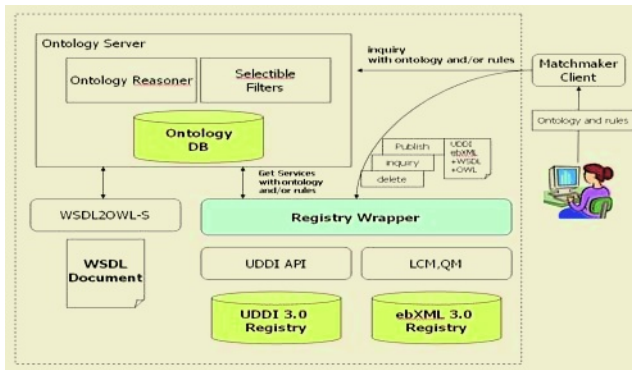 Ontology Server
Ontology Reasoner
Selectible
Filters
Ontology
DB
inquiry
with ontology and/or rules
Matchmaker
Client
Ontology and rules
Publish
inquiry
delete
UDDI
ebXML
+WSDL
+OWL
Get Services
with ontology
and/or rules
WSDL2OWL-S
Registry Wrapper
WSDL
Document
UDDI API
LCM,QM
UDDI 3.0
Registry
ebXML 3.0
Registry